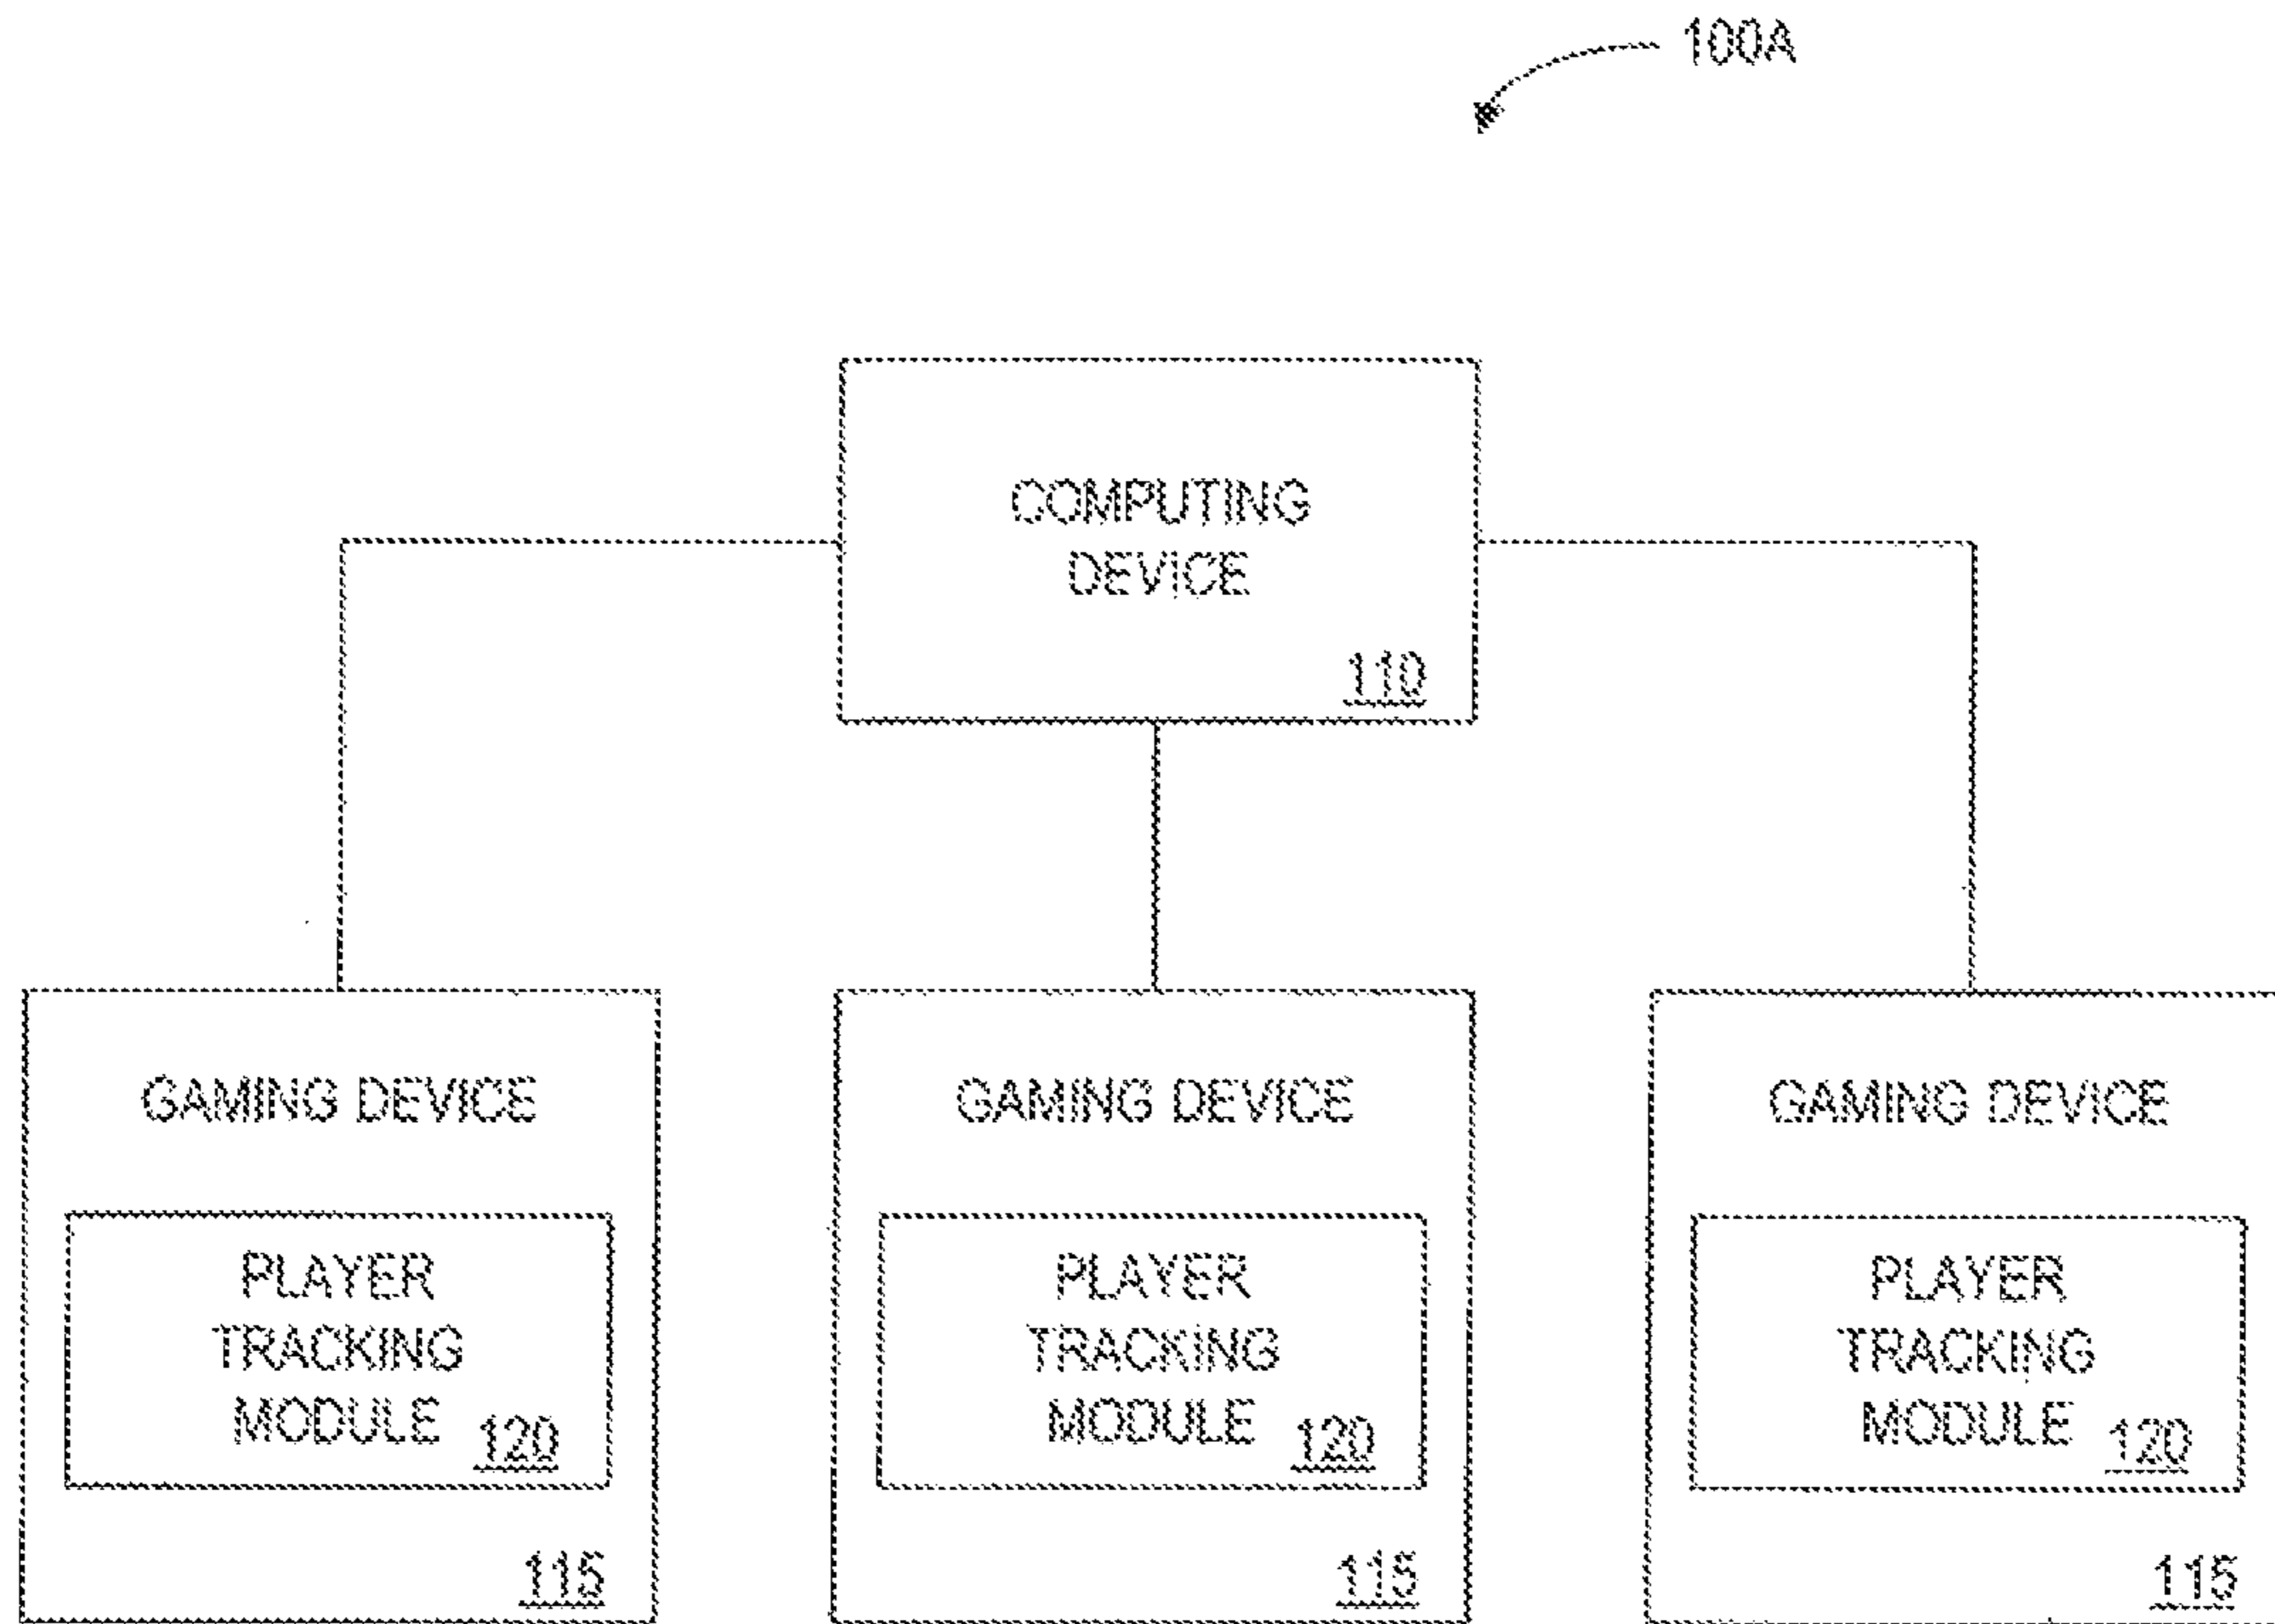 100A
COMPUTING
DEVICE
110
GAMING DEVICE
PLAYER
TRACKING
MODULE 120
115
GAMING DEVICE
PLAYER
TRACKING
MODULE 120
115
GAMING DEVICE
PLAYER
TRACKING
MODULE 120
115